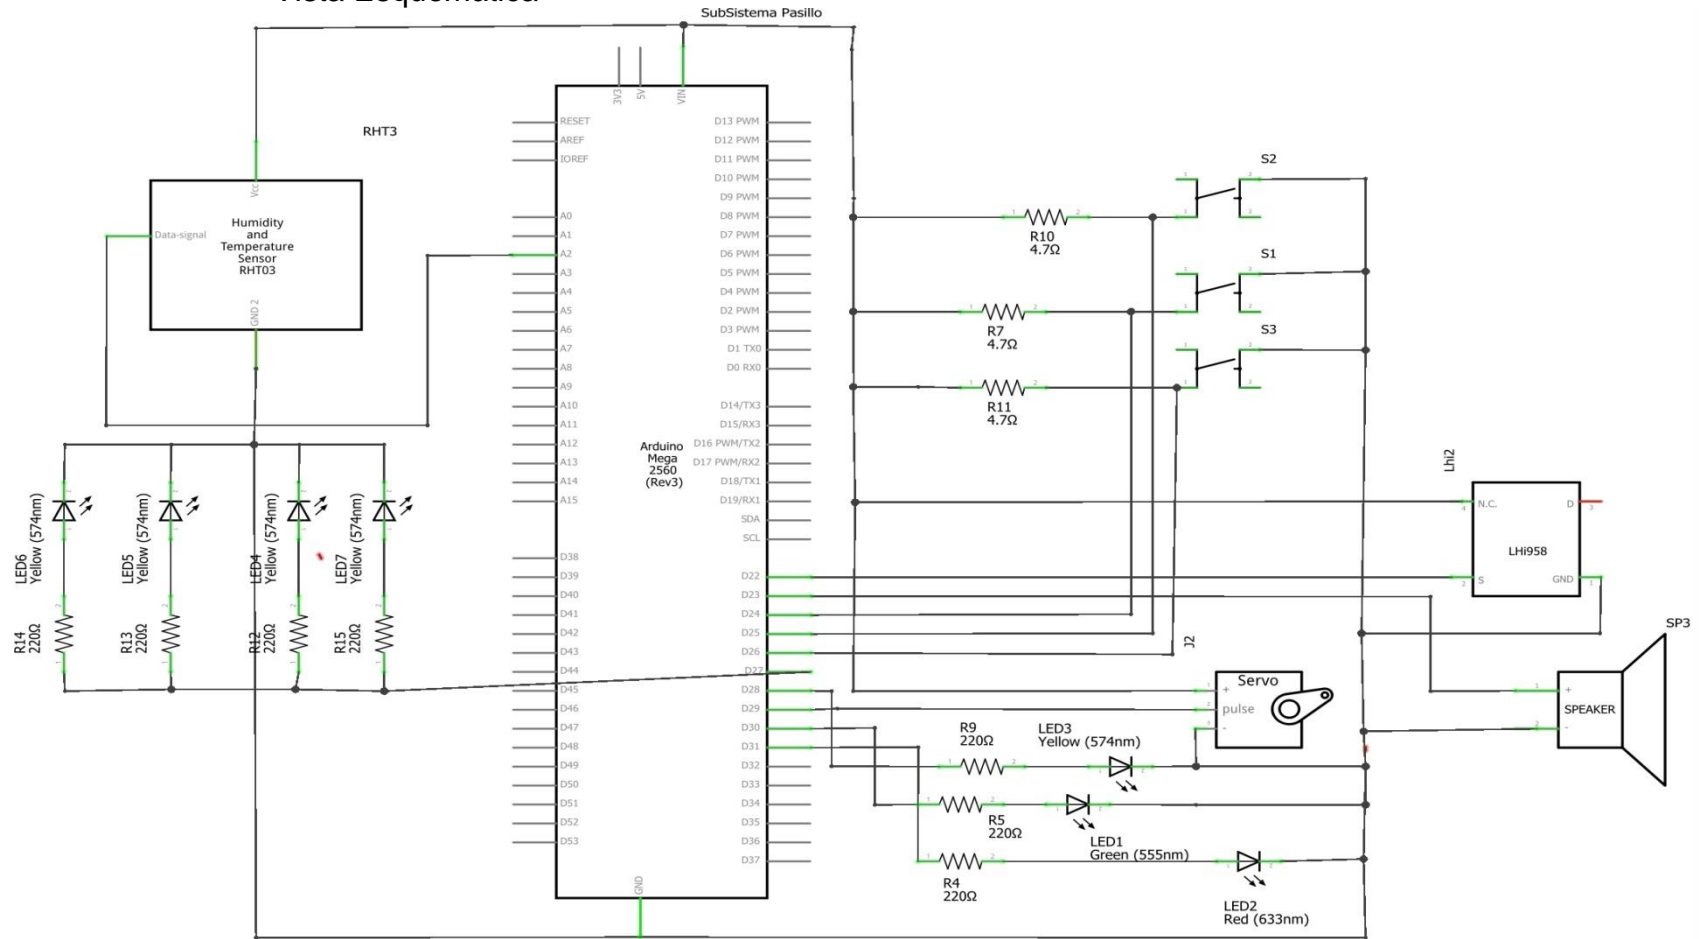 SubSistema Pasillo
3V3
5V
VIN
RHT3
Vcc
Data-signal
Humidity
and
Temperature
Sensor
RHT03
GND 2
RESET
AREF
IOREF
A0
A1
A2
A3
A4
A5
A6
A7
A8
A9
A10
A11
A12
A13
A14
A15
D38
D39
D40
D41
D42
D43
D44
D45
D46
D47
D48
D49
D50
D51
D52
D53
Arduino
Mega
2560
(Rev3)
GND
D13 PWM
D12 PWM
D11 PWM
D10 PWM
D9 PWM
D8 PWM
D7 PWM
D6 PWM
D5 PWM
D4 PWM
D2 PWM
D3 PWM
D1 TX0
D0 RX0
D14/TX3
D15/RX3
D16 PWM/TX2
D17 PWM/RX2
D18/TX1
D19/RX1
SDA
SCL
D22
D23
D24
D25
D26
D27
D28
D29
D30
D31
D32
D33
D34
D35
D36
D37
LED6
Yellow (574nm)
LED5
Yellow (574nm)
LED4
Yellow (574nm)
LED7
Yellow (574nm)
R14
220Ω
R13
220Ω
R12
220Ω
R15
220Ω
S2
R10
4.7Ω
S1
R7
4.7Ω
S3
R11
4.7Ω
Lhi2
N.C.
D
LHi958
S
GND
J2
Servo
+
pulse
-
SP3
+
SPEAKER
-
R9
220Ω
LED3
Yellow (574nm)
R5
220Ω
LED1
Green (555nm)
R4
220Ω
LED2
Red (633nm)